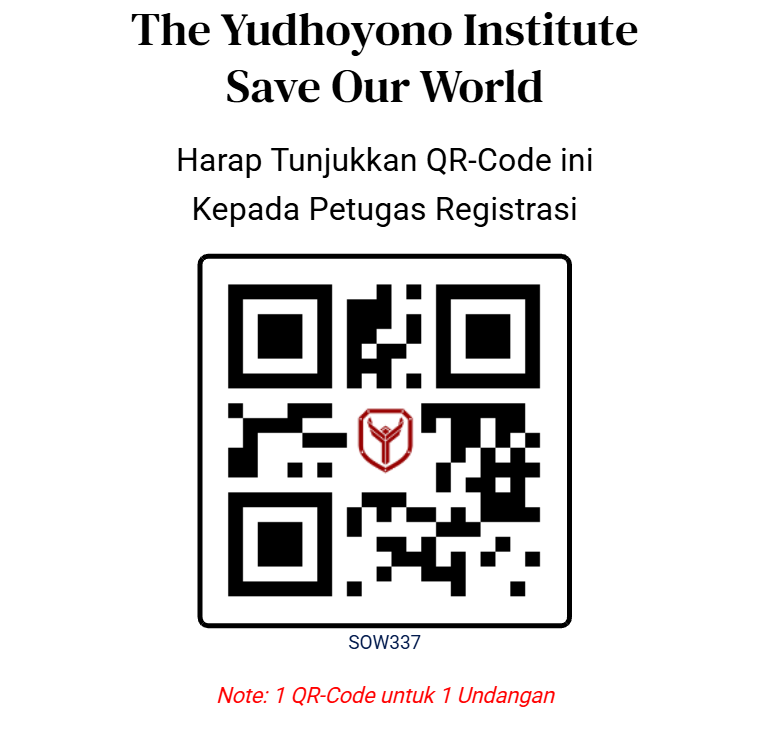 The Yudhoyono Institute
Save Our World
Harap Tunjukkan QR-Code ini
Kepada Petugas Registrasi
SOW337
Note: 1 QR-Code untuk 1 Undangan